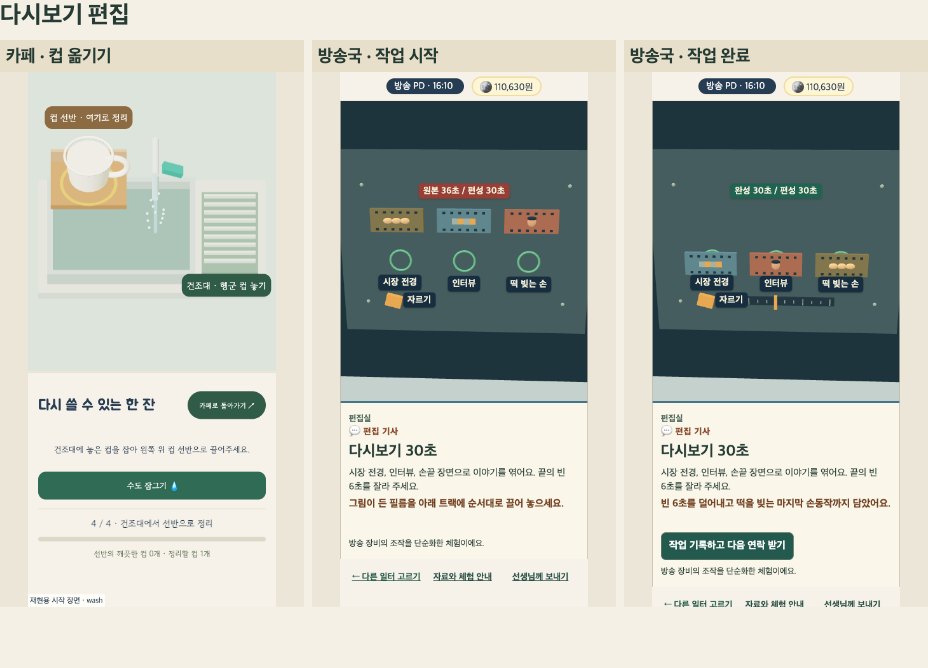 다시보기 편집
카페 · 컵 옮기기
컵 선반 · 여기로 정리
건조대 · 헹군 컵 놓기
다시 쓸 수 있는 한 잔
카페로 돌아가기 ↗
건조대에 놓은 컵을 잡아 왼쪽 위 컵 선반으로 끌어주세요.
수도 잠그기 💧
4 / 4 · 건조대에서 선반으로 정리
선반의 깨끗한 컵 0개 · 정리할 컵 1개
재현용 시작 장면 · wash
방송국 · 작업 시작
방송 PD · 16:10
110,630원
원본 36초 / 편성 30초
시장 전경
인터뷰
떡 빚는 손
자르기
편집실
💬 편집 기사
다시보기 30초
시장 전경, 인터뷰, 손끝 장면으로 이야기를 엮어요. 끝의 빈
6초를 잘라 주세요.
그림이 든 필름을 아래 트랙에 순서대로 끌어 놓으세요.
방송 장비의 조작을 단순화한 체험이에요.
← 다른 일터 고르기
자료와 체험 안내
선생님께 보내기
방송국 · 작업 완료
방송 PD · 16:10
110,630원
완성 30초 / 편성 30초
시장 전경
인터뷰
떡 빚는 손
자르기
편집실
💬 편집 기사
다시보기 30초
시장 전경, 인터뷰, 손끝 장면으로 이야기를 엮어요. 끝의 빈
6초를 잘라 주세요.
빈 6초를 덜어내고 떡을 빚는 마지막 손동작까지 담았어요.
작업 기록하고 다음 연락 받기
방송 장비의 조작을 단순화한 체험이에요.
← 다른 일터 고르기
자료와 체험 안내
선생님께 보내기